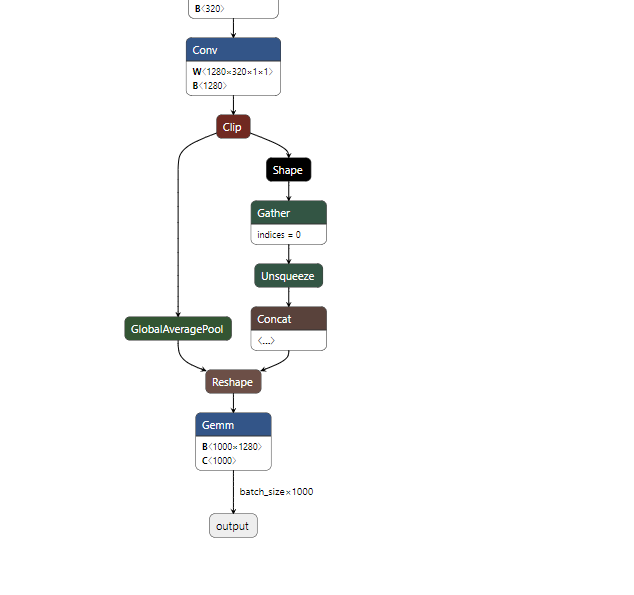 B⟨320⟩
Conv
W⟨1280×320×1×1⟩
B⟨1280⟩
Clip
Shape
Gather
indices = 0
Unsqueeze
Concat
⟨...⟩
GlobalAveragePool
Reshape
Gemm
B⟨1000×1280⟩
C⟨1000⟩
batch_size×1000
output